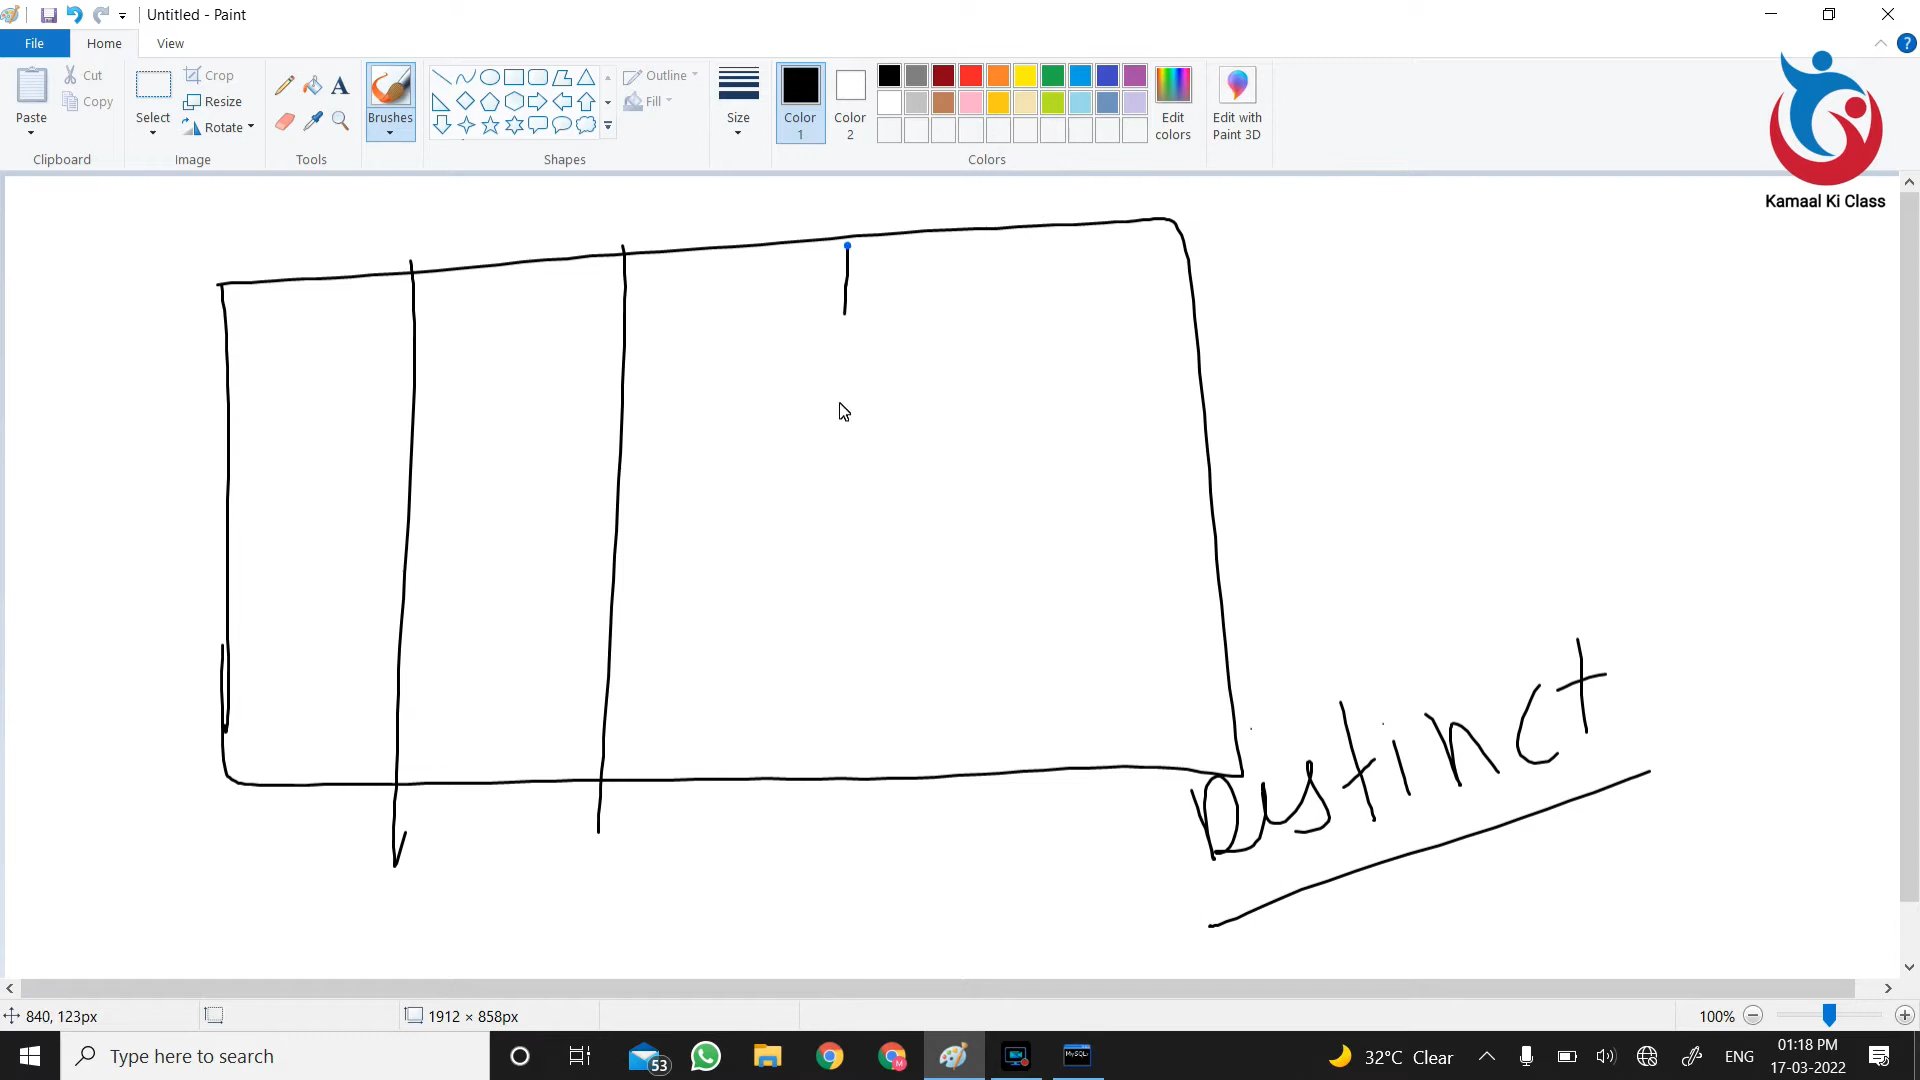 Untitled - Paint
File Home View
Paste
Cut
Copy
Clipboard
Select
Crop
Resize
Rotate
Image
Tools
Brushes
Shapes
Outline
Fill
Size
Color 1
Color 2
Colors
Edit colors
Edit with Paint 3D
Kamaal Ki Class
Distinct
840, 123px
1912 × 858px
100%
Type here to search
53
M
MySQL
32°C Clear
ENG
01:18 PM
17-03-2022